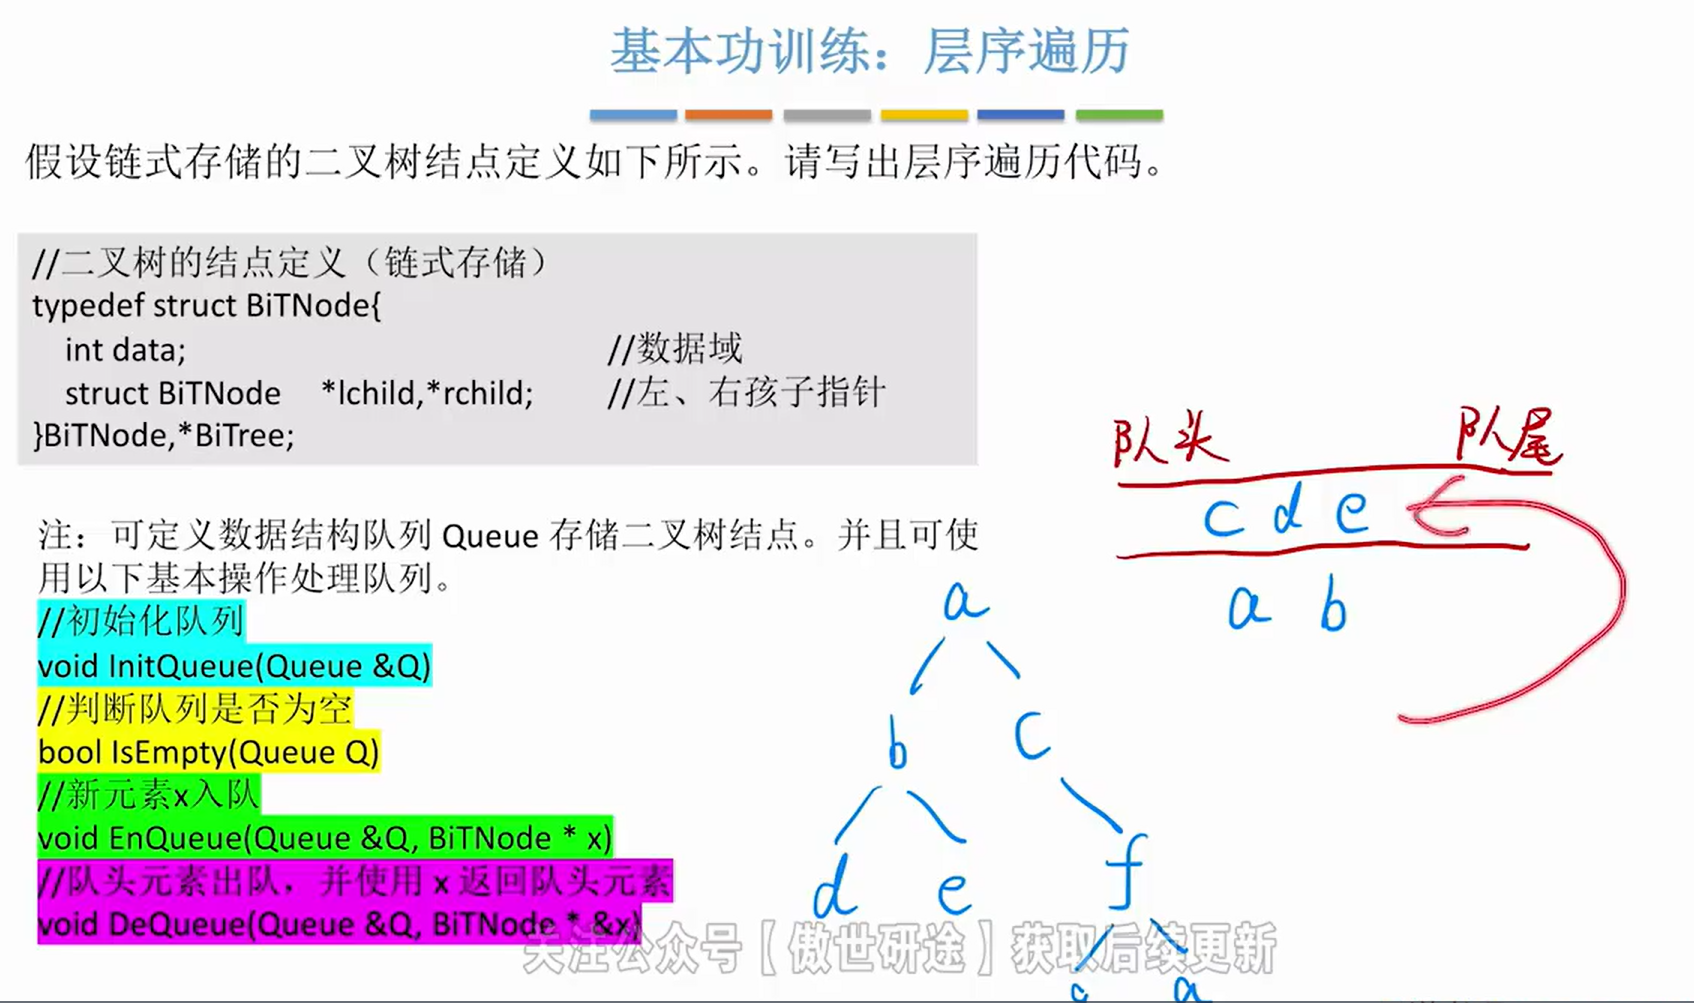 基本功训练：层序遍历
假设链式存储的二叉树结点定义如下所示。请写出层序遍历代码。
//二叉树的结点定义（链式存储）
typedef struct BiTNode{
int data; //数据域
struct BiTNode *lchild,*rchild; //左、右孩子指针
}BiTNode,*BiTree;
注：可定义数据结构队列 Queue 存储二叉树结点。并且可使
用以下基本操作处理队列。
//初始化队列
void InitQueue(Queue &Q)
//判断队列是否为空
bool IsEmpty(Queue Q)
//新元素x入队
void EnQueue(Queue &Q, BiTNode * x)
//队头元素出队，并使用 x 返回队头元素
void DeQueue(Queue &Q, BiTNode * &x)
队头 队尾
c d e
a b
a
b c
d e f
关注公众号【傲世研途】获取后续更新